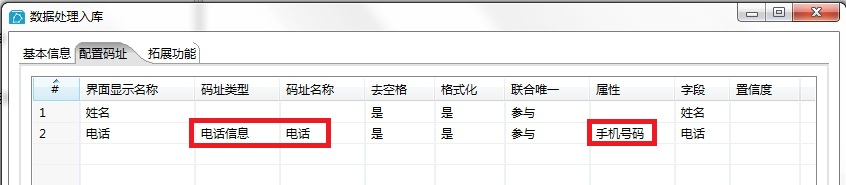 数据处理入库
基本信息 配置码址 拓展功能
# 界面显示名称 码址类型 码址名称 去空格 格式化 联合唯一 属性 字段 置信度
1 姓名 是 是 参与 姓名
2 电话 电话信息 电话 是 是 参与 手机号码 电话